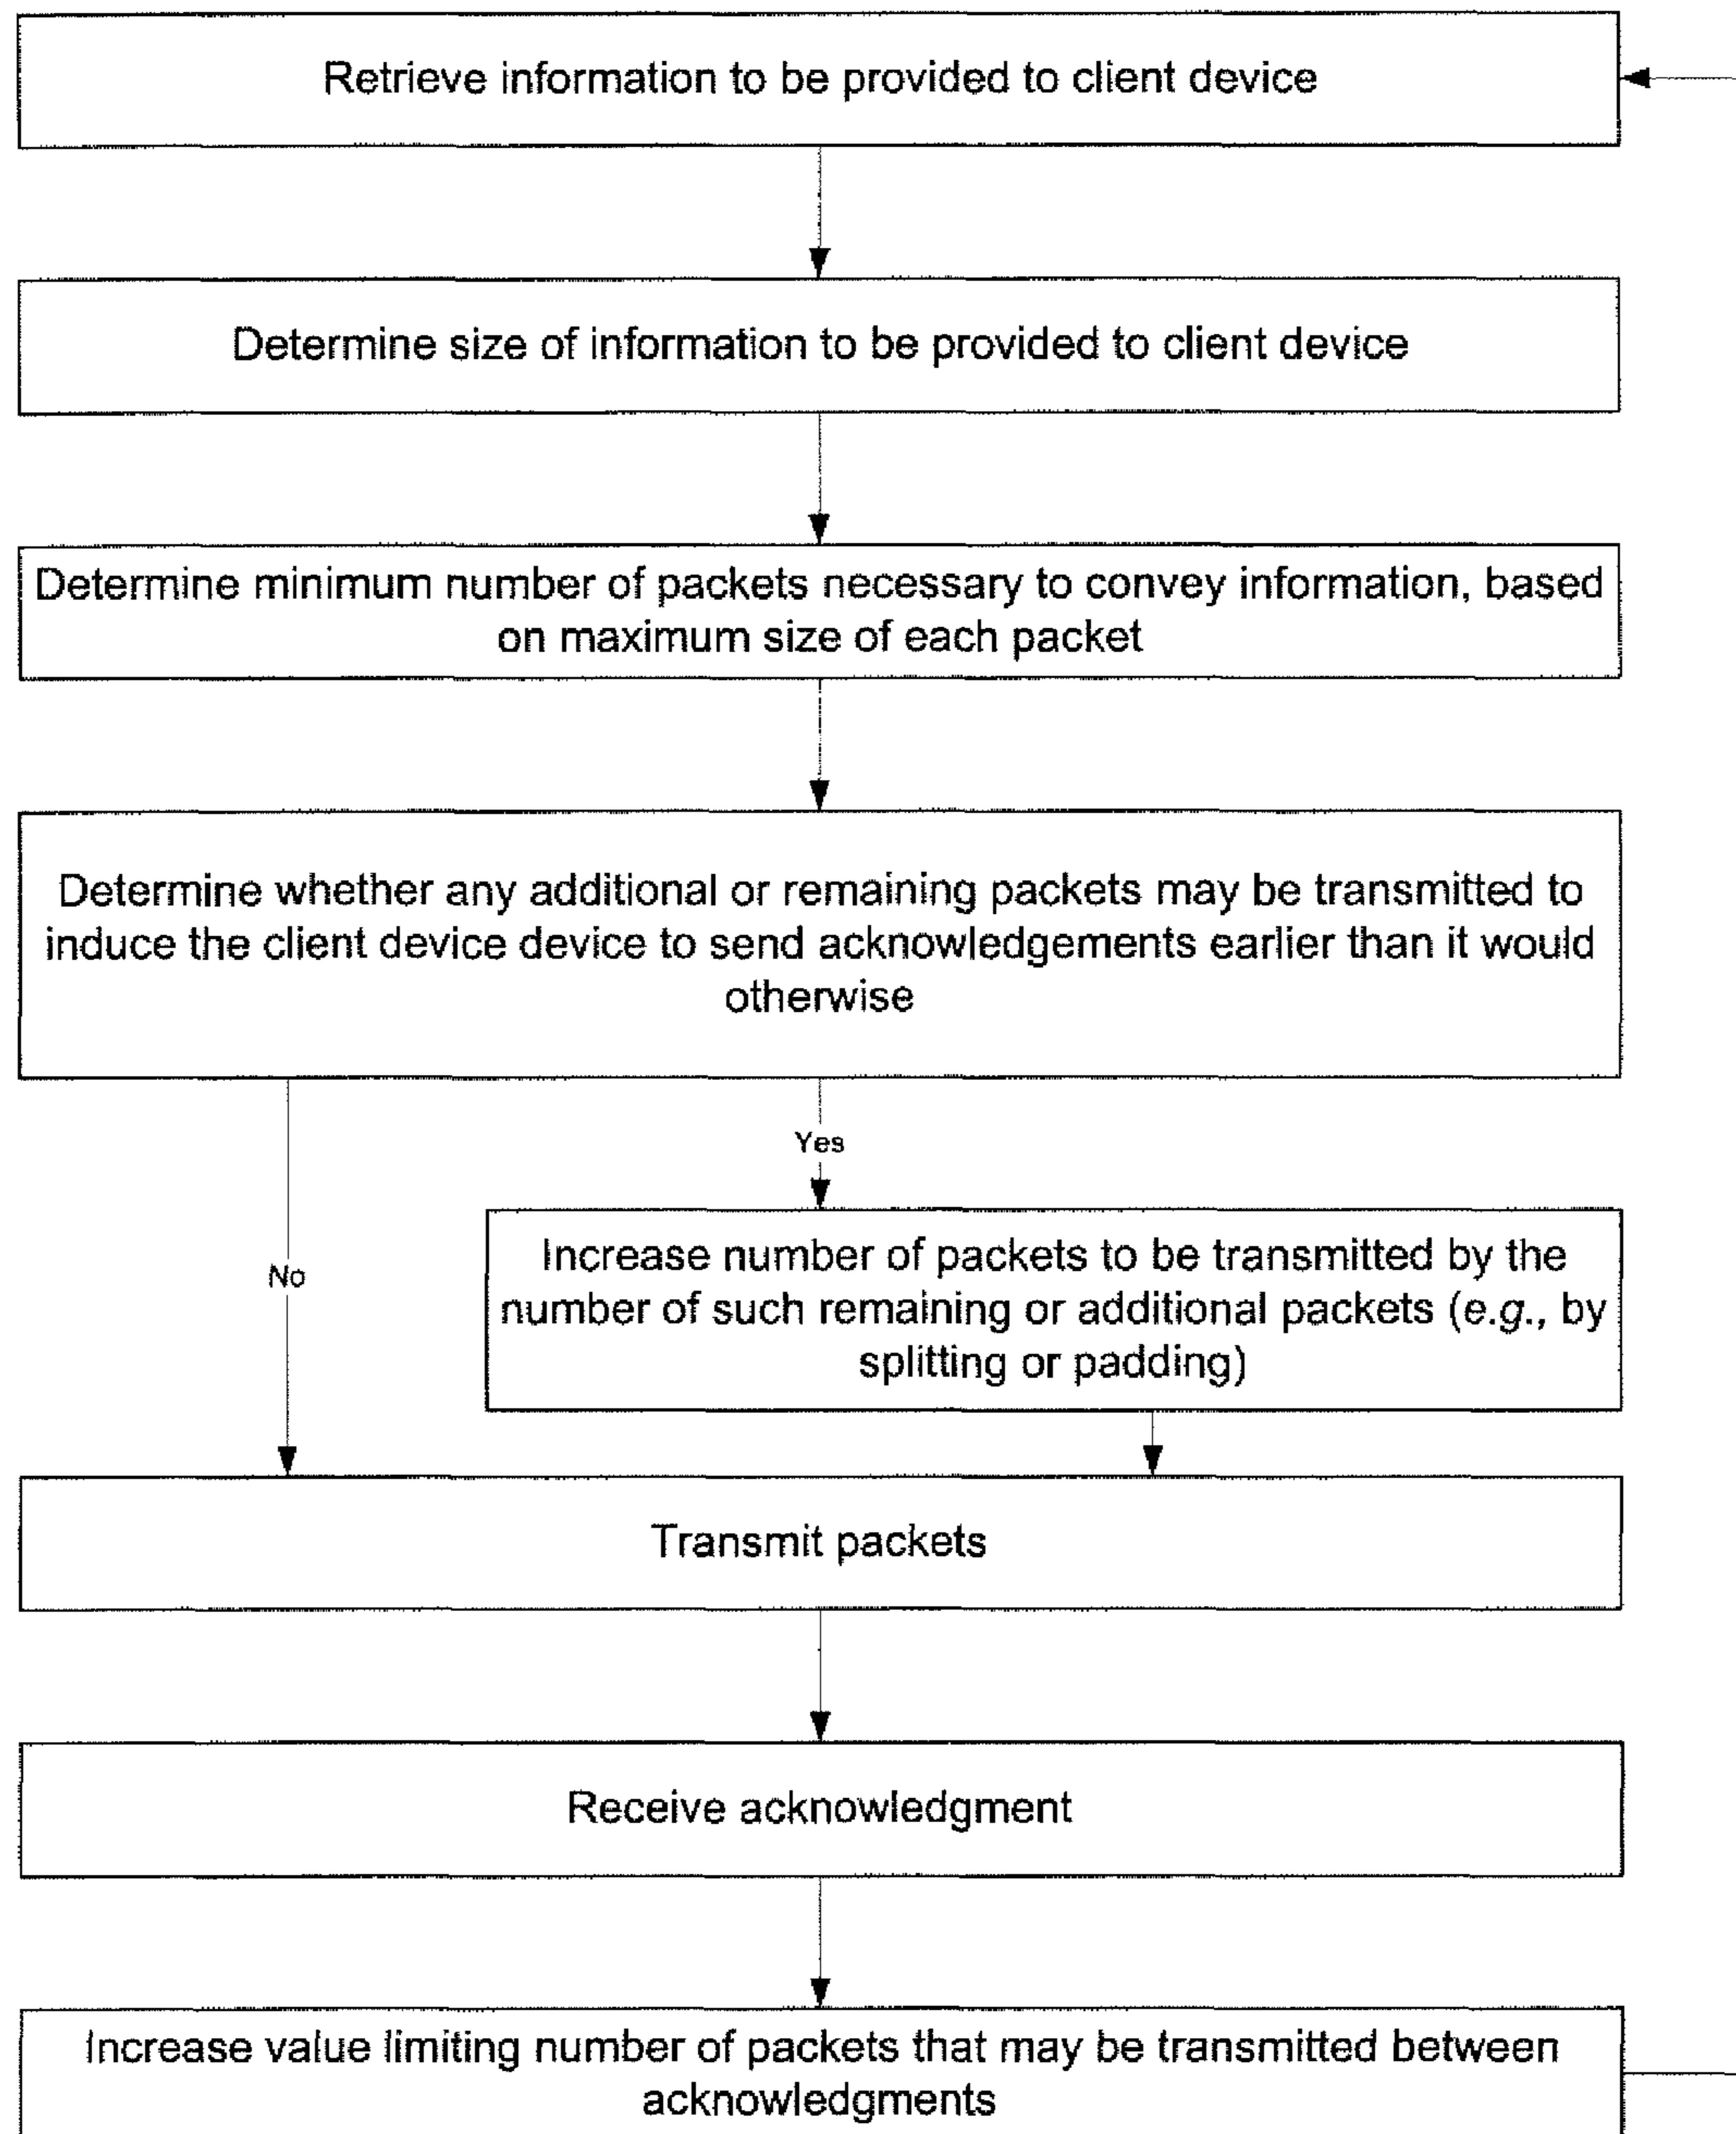 Retrieve information to be provided to client device
Determine size of information to be provided to client device
Determine minimum number of packets necessary to convey information, based
on maximum size of each packet
Determine whether any additional or remaining packets may be transmitted to
induce the client device device to send acknowledgements earlier than it would
otherwise
Yes
No
Increase number of packets to be transmitted by the
number of such remaining or additional packets (e.g., by
splitting or padding)
Transmit packets
Receive acknowledgment
Increase value limiting number of packets that may be transmitted between
acknowledgments